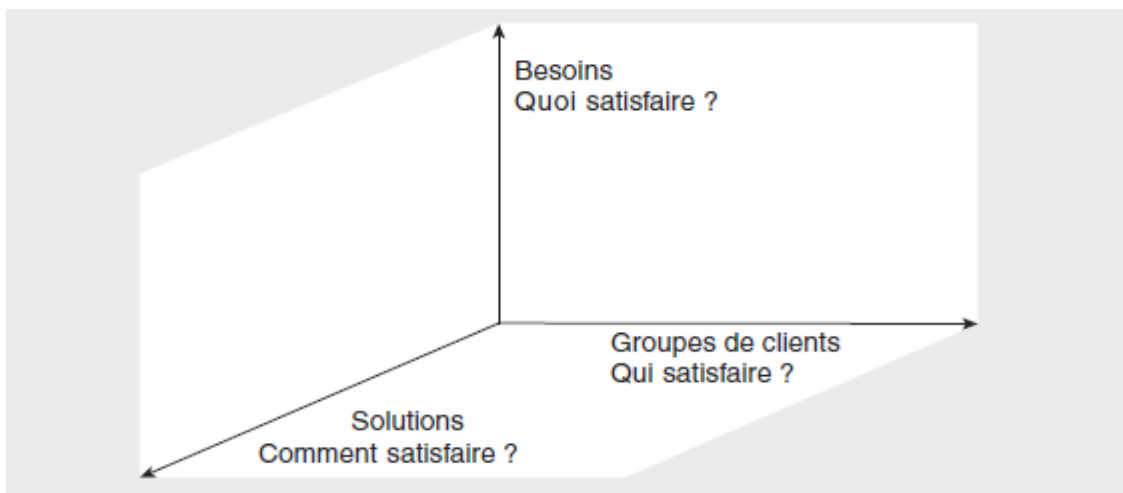 Besoins
Quoi satisfaire ?
Groupes de clients
Qui satisfaire ?
Solutions
Comment satisfaire ?